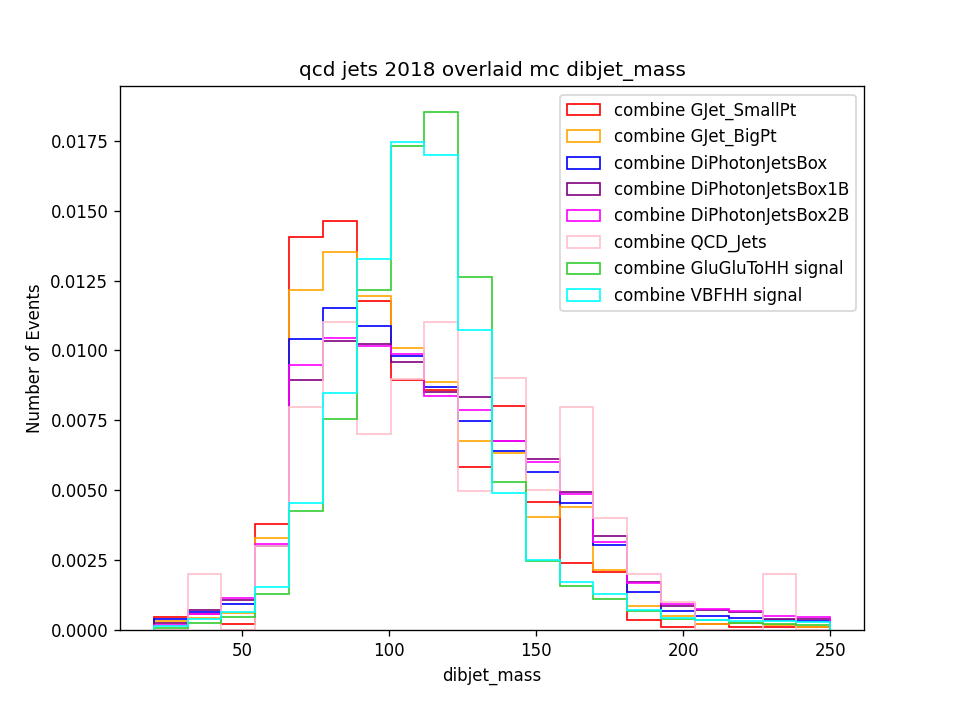 qcd jets 2018 overlaid mc dibjet_mass
combine GJet_SmallPt
combine GJet_BigPt
combine DiPhotonJetsBox
combine DiPhotonJetsBox1B
combine DiPhotonJetsBox2B
combine QCD_Jets
combine GluGluToHH signal
combine VBFHH signal
Number of Events
0.0175
0.0150
0.0125
0.0100
0.0075
0.0050
0.0025
0.0000
50 100 150 200 250
dibjet_mass